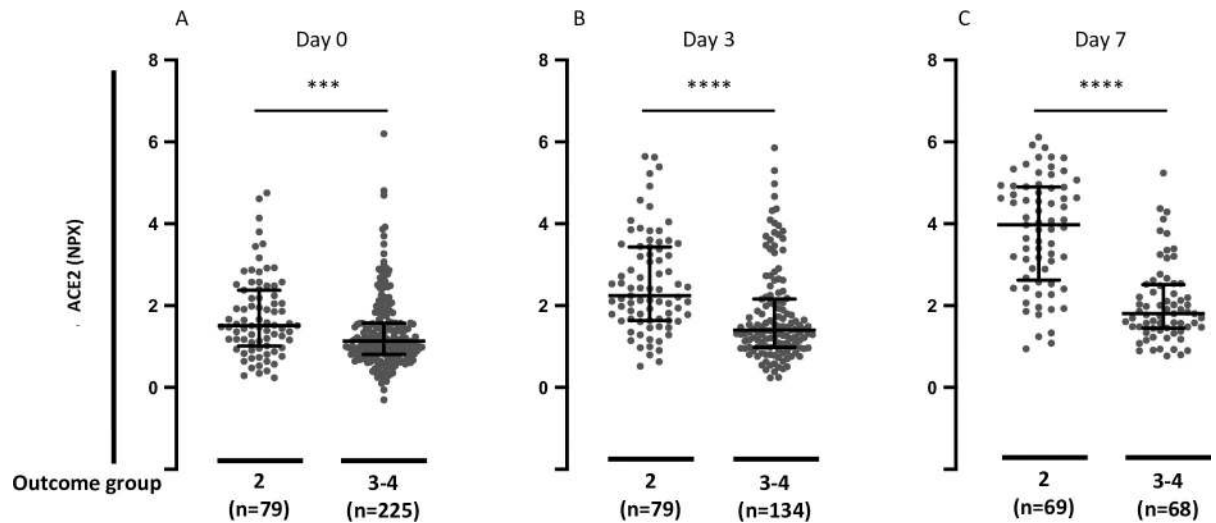 A
Day 0
8
6
4
2
0
***
B
Day 3
8
6
4
2
0
****
C
Day 7
8
6
4
2
0
****
ACE2 (NPX)
Outcome group
2
(n=79)
3-4
(n=225)
2
(n=79)
3-4
(n=134)
2
(n=69)
3-4
(n=68)